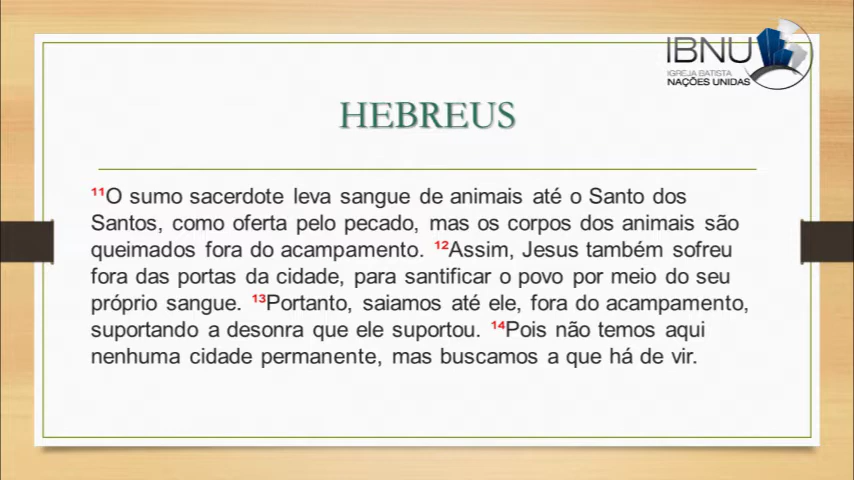 IBNU
IGREJA BATISTA
NAÇÕES UNIDAS
HEBREUS
¹¹O sumo sacerdote leva sangue de animais até o Santo dos
Santos, como oferta pelo pecado, mas os corpos dos animais são
queimados fora do acampamento. ¹²Assim, Jesus também sofreu
fora das portas da cidade, para santificar o povo por meio do seu
próprio sangue. ¹³Portanto, saiamos até ele, fora do acampamento,
suportando a desonra que ele suportou. ¹⁴Pois não temos aqui
nenhuma cidade permanente, mas buscamos a que há de vir.